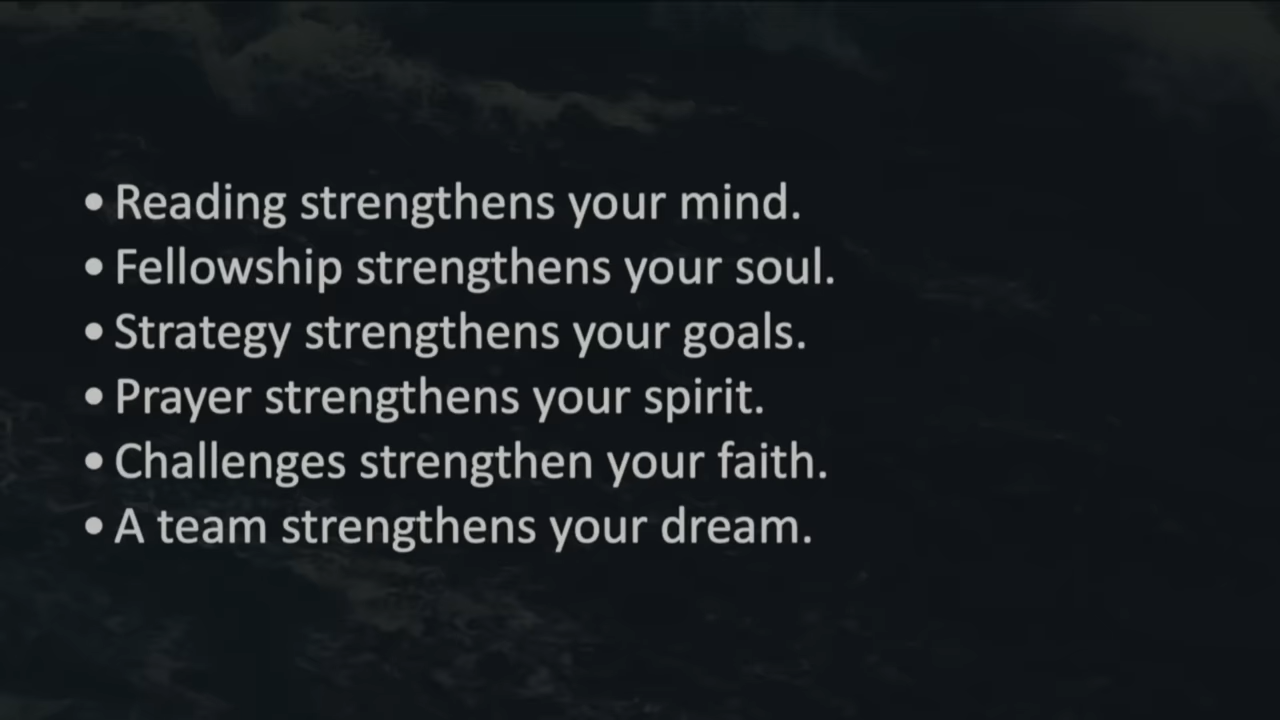 • Reading strengthens your mind.
• Fellowship strengthens your soul.
• Strategy strengthens your goals.
• Prayer strengthens your spirit.
• Challenges strengthen your faith.
• A team strengthens your dream.